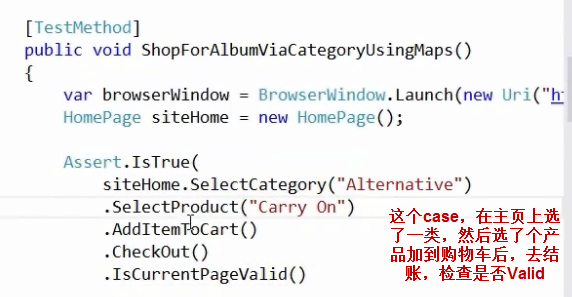 [TestMethod]
public void ShopForAlbumViaCategoryUsingMaps()
{
var browserWindow = BrowserWindow.Launch(new Uri("h
HomePage siteHome = new HomePage();
Assert.IsTrue(
siteHome.SelectCategory("Alternative")
.SelectProduct("Carry On")
.AddItemToCart()
.CheckOut()
.IsCurrentPageValid()
这个case，在主页上选
了一类，然后选了个产
品加到购物车后，去结
账，检查是否Valid